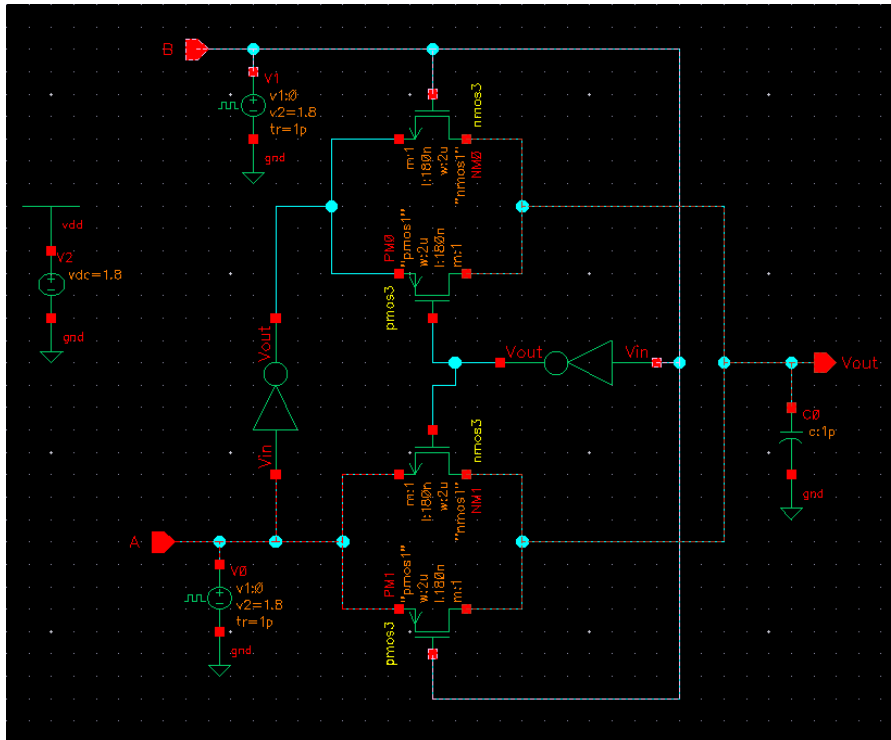 B
V1
v1:0
v2=1.8
tr=1p
gnd
nmos3
m:1
l:180n
w:2u
"nmos1"
NM0
vdd
V2
vdc=1.8
gnd
PM0
"pmos1"
w:2u
l:180n
m:1
pmos3
Vout
Vin
Vout
Vin
Vout
C0
c:1p
gnd
nmos3
m:1
l:180n
w:2u
"nmos1"
NM1
A
V0
v1:0
v2=1.8
tr=1p
gnd
PM1
"pmos1"
w:2u
l:180n
m:1
pmos3